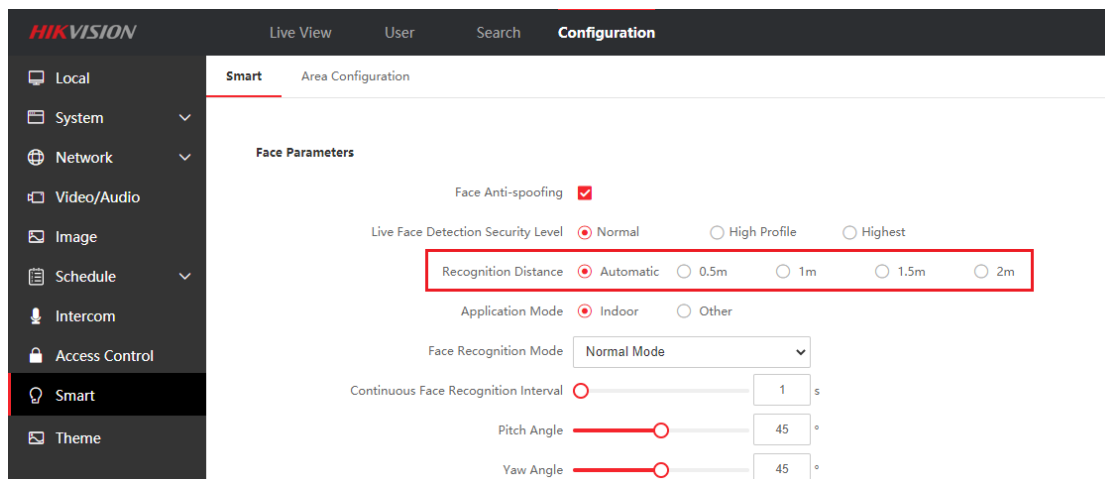 HIKVISION Live View User Search Configuration
Local
System
Network
Video/Audio
Image
Schedule
Intercom
Access Control
Smart
Theme
Smart Area Configuration
Face Parameters
Face Anti-spoofing
Live Face Detection Security Level Normal High Profile Highest
Recognition Distance Automatic 0.5m 1m 1.5m 2m
Application Mode Indoor Other
Face Recognition Mode Normal Mode
Continuous Face Recognition Interval 1 s
Pitch Angle 45 °
Yaw Angle 45 °